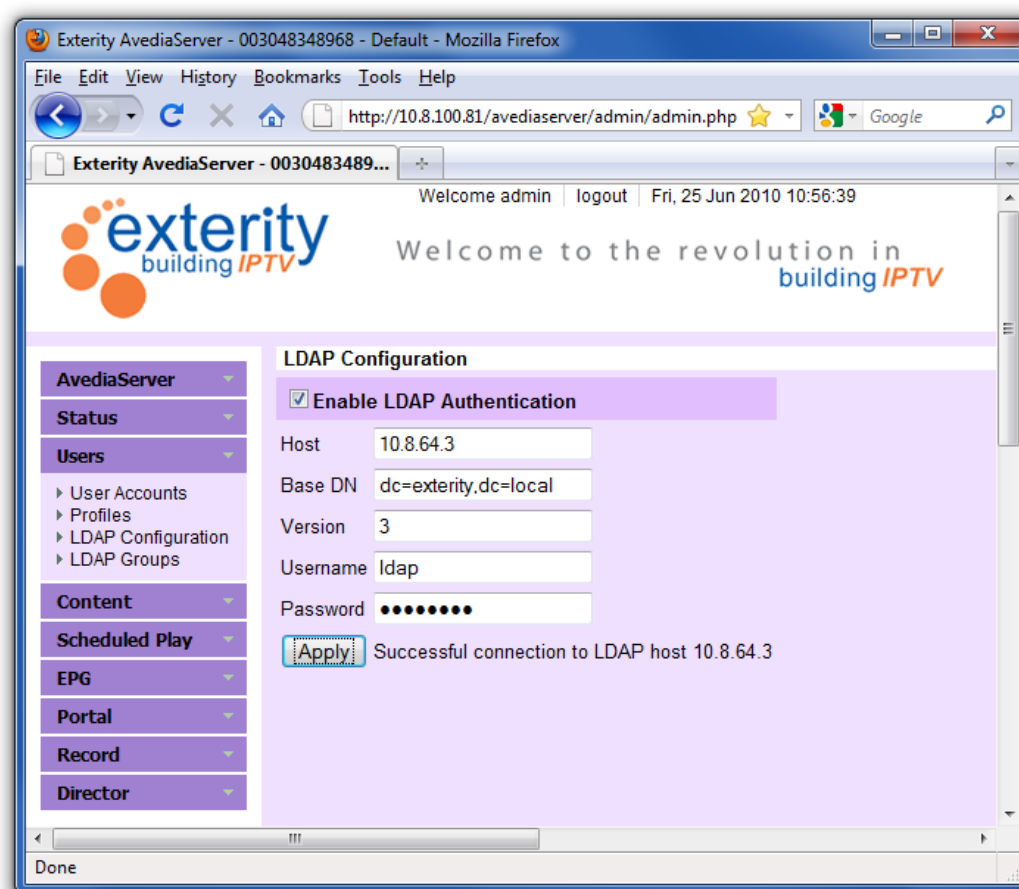 Exterity AvediaServer - 003048348968 - Default - Mozilla Firefox
File Edit View History Bookmarks Tools Help
http://10.8.100.81/avediaserver/admin/admin.php Google
Exterity AvediaServer - 0030483489...
Welcome admin logout Fri, 25 Jun 2010 10:56:39
exterity
building IPTV
Welcome to the revolution in
building IPTV
AvediaServer
Status
Users
User Accounts
Profiles
LDAP Configuration
LDAP Groups
Content
Scheduled Play
EPG
Portal
Record
Director
LDAP Configuration
Enable LDAP Authentication
Host 10.8.64.3
Base DN dc=exterity,dc=local
Version 3
Username ldap
Password ••••••••
Apply Successful connection to LDAP host 10.8.64.3
Done